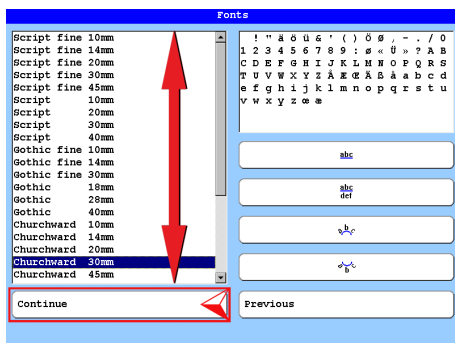 Fonts
Script fine 10mm
Script fine 14mm
Script fine 20mm
Script fine 30mm
Script fine 45mm
Script 10mm
Script 20mm
Script 30mm
Script 40mm
Gothic fine 10mm
Gothic fine 14mm
Gothic fine 30mm
Gothic 18mm
Gothic 28mm
Gothic 40mm
Churchward 10mm
Churchward 14mm
Churchward 20mm
Churchward 30mm
Churchward 45mm
! " ä ö ü & ' ( ) Ö Ø , - . / 0
1 2 3 4 5 6 7 8 9 : ø « Ü » ? A B
C D E F G H I J K L M N O P Q R S
T U V W X Y Z Å Æ Œ Ä ß å a b c d
e f g h i j k l m n o p q r s t u
v w x y z œ æ
abc
abc
def
a b c
a b c
Continue
Previous